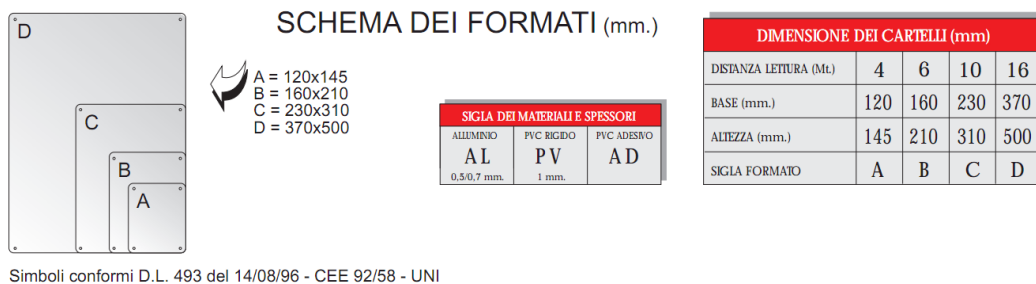 SCHEMA DEI FORMATI (mm.)
D
C
B
A
A = 120x145
B = 160x210
C = 230x310
D = 370x500
SIGLA DEI MATERIALI E SPESSORI
ALLUMINIO PVC RIGIDO PVC ADESIVO
AL PV AD
0,5/0,7 mm. 1 mm.
DIMENSIONE DEI CARTELLI (mm)
DISTANZA LETTURA (Mt.) 4 6 10 16
BASE (mm.) 120 160 230 370
ALTEZZA (mm.) 145 210 310 500
SIGLA FORMATO A B C D
Simboli conformi D.L. 493 del 14/08/96 - CEE 92/58 - UNI